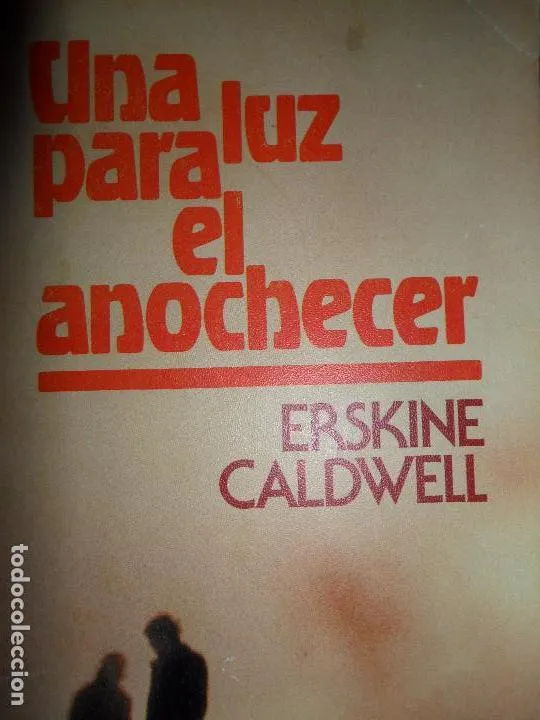 Una
luz
para
el
anochecer
ERSKINE
CALDWELL
todocoleccion